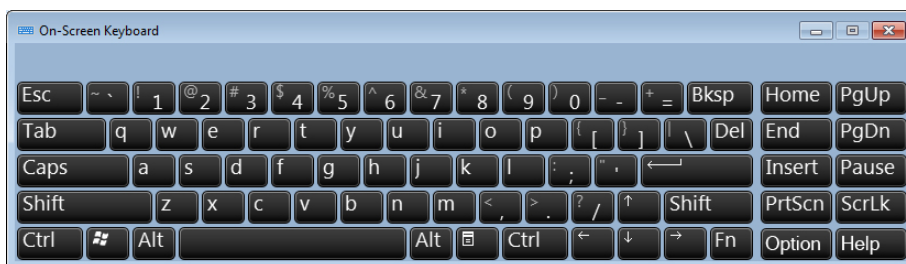 On-Screen Keyboard
Esc ~ ` ! 1 @ 2 # 3 $ 4 % 5 ^ 6 & 7 * 8 ( 9 ) 0 - - + = Bksp Home PgUp
Tab q w e r t y u i o p { [ } ] | \ Del End PgDn
Caps a s d f g h j k l : ; " ' Insert Pause
Shift z x c v b n m < , > . ? / ↑ Shift PrtScn ScrLk
Ctrl Alt Alt Ctrl ← ↓ → Fn Option Help